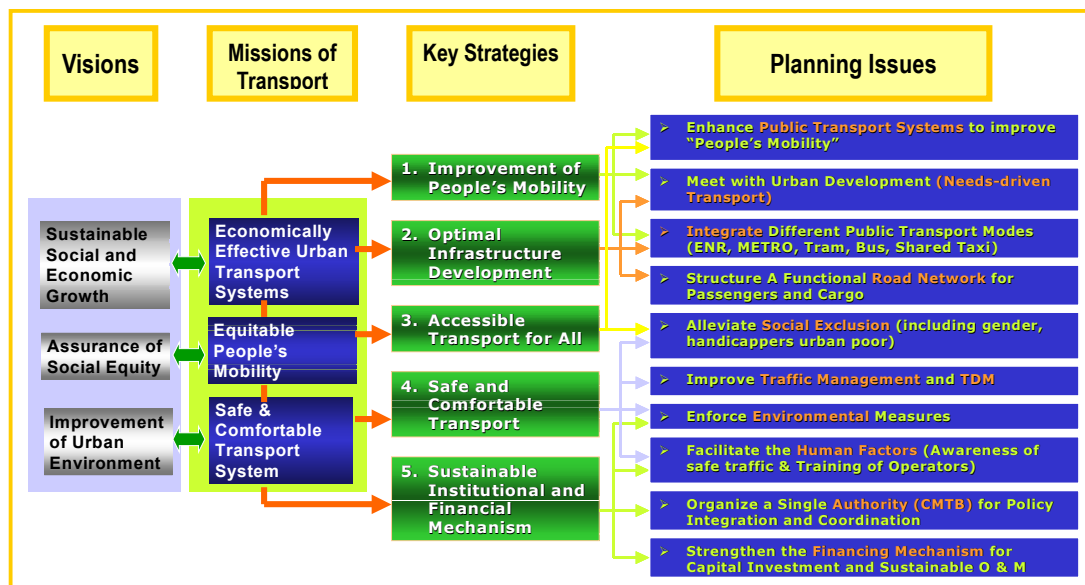 Visions
Missions of
Transport
Key Strategies
Planning Issues
Sustainable
Social and
Economic
Growth
Assurance of
Social Equity
Improvement
of Urban
Environment
Economically
Effective Urban
Transport
Systems
Equitable
People's
Mobility
Safe &
Comfortable
Transport
System
1. Improvement of
People's Mobility
2. Optimal
Infrastructure
Development
3. Accessible
Transport for All
4. Safe and
Comfortable
Transport
5. Sustainable
Institutional and
Financial
Mechanism
➢ Enhance Public Transport Systems to improve
“People's Mobility”
➢ Meet with Urban Development (Needs-driven
Transport)
➢ Integrate Different Public Transport Modes
(ENR, METRO, Tram, Bus, Shared Taxi)
➢ Structure A Functional Road Network for
Passengers and Cargo
➢ Alleviate Social Exclusion (including gender,
handicappers urban poor)
➢ Improve Traffic Management and TDM
➢ Enforce Environmental Measures
➢ Facilitate the Human Factors (Awareness of
safe traffic & Training of Operators)
➢ Organize a Single Authority (CMTB) for Policy
Integration and Coordination
➢ Strengthen the Financing Mechanism for
Capital Investment and Sustainable O & M